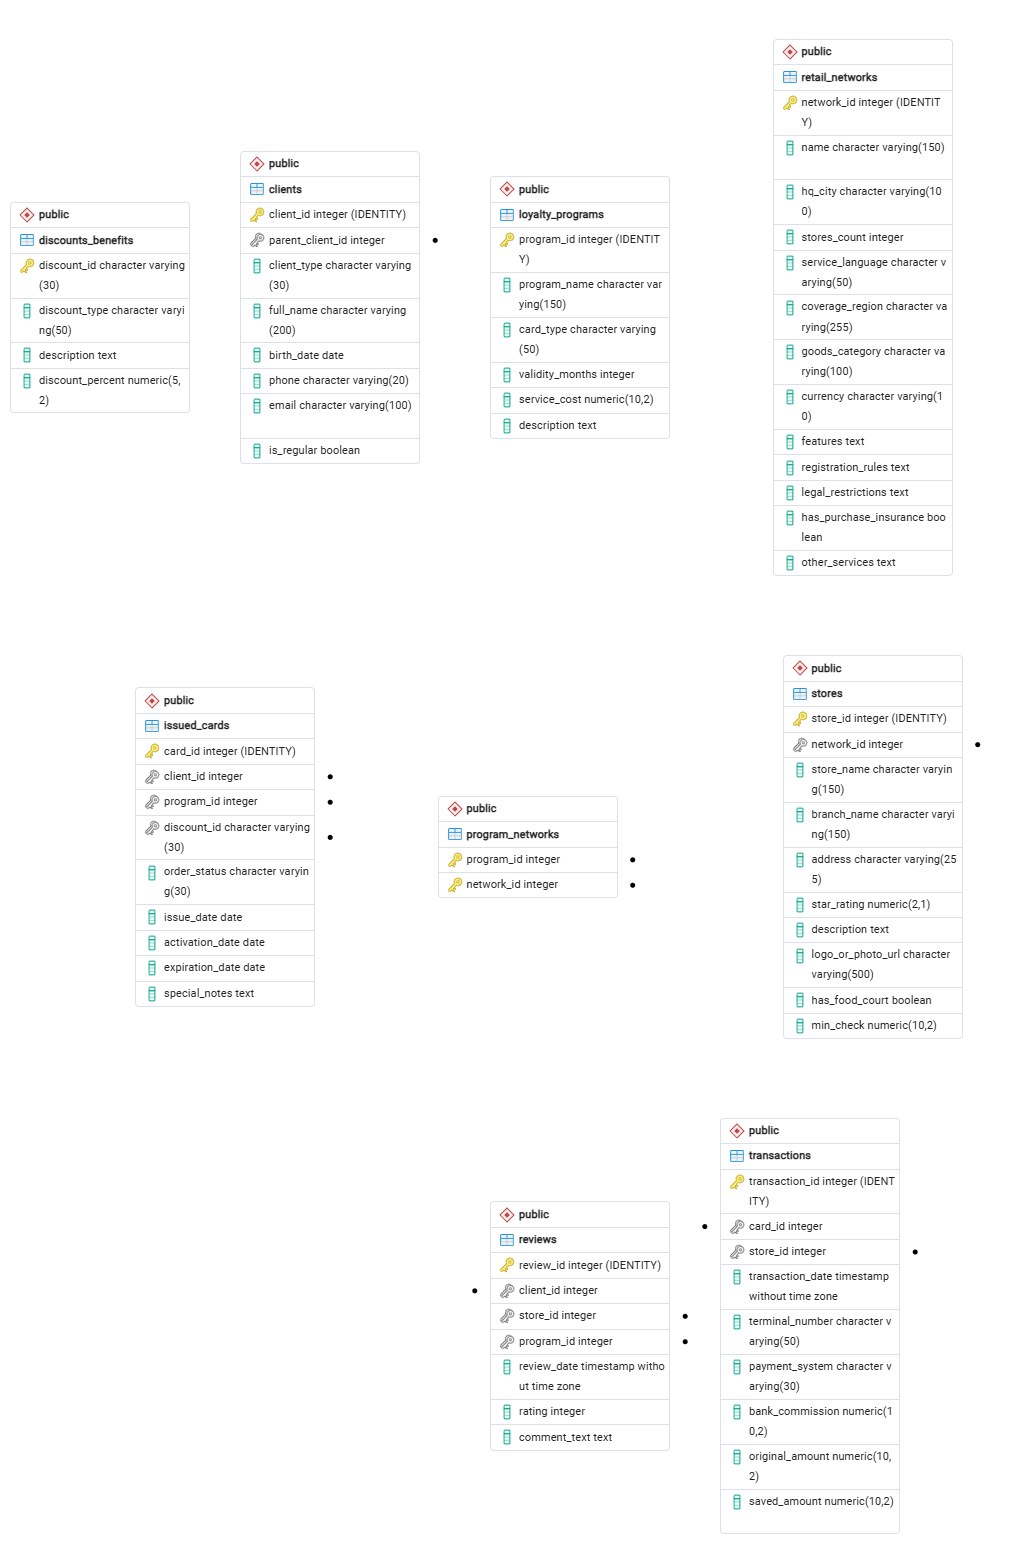 public
retail_networks
network_id integer (IDENTIT
Y)
name character varying(150)
hq_city character varying(10
0)
stores_count integer
service_language character v
arying(50)
coverage_region character va
rying(255)
goods_category character va
rying(100)
currency character varying(1
0)
features text
registration_rules text
legal_restrictions text
has_purchase_insurance boo
lean
other_services text
public
clients
client_id integer (IDENTITY)
parent_client_id integer
client_type character varying
(30)
full_name character varying
(200)
birth_date date
phone character varying(20)
email character varying(100)
is_regular boolean
public
loyalty_programs
program_id integer (IDENTIT
Y)
program_name character var
ying(150)
card_type character varying
(50)
validity_months integer
service_cost numeric(10,2)
description text
public
discounts_benefits
discount_id character varying
(30)
discount_type character varyi
ng(50)
description text
discount_percent numeric(5,
2)
public
stores
store_id integer (IDENTITY)
network_id integer
store_name character varyin
g(150)
branch_name character varyi
ng(150)
address character varying(25
5)
star_rating numeric(2,1)
description text
logo_or_photo_url character
varying(500)
has_food_court boolean
min_check numeric(10,2)
public
issued_cards
card_id integer (IDENTITY)
client_id integer
program_id integer
discount_id character varying
(30)
order_status character varyin
g(30)
issue_date date
activation_date date
expiration_date date
special_notes text
public
program_networks
program_id integer
network_id integer
public
transactions
transaction_id integer (IDENT
ITY)
card_id integer
store_id integer
transaction_date timestamp
without time zone
terminal_number character v
arying(50)
payment_system character v
arying(30)
bank_commission numeric(1
0,2)
original_amount numeric(10,
2)
saved_amount numeric(10,2)
public
reviews
review_id integer (IDENTITY)
client_id integer
store_id integer
program_id integer
review_date timestamp witho
ut time zone
rating integer
comment_text text